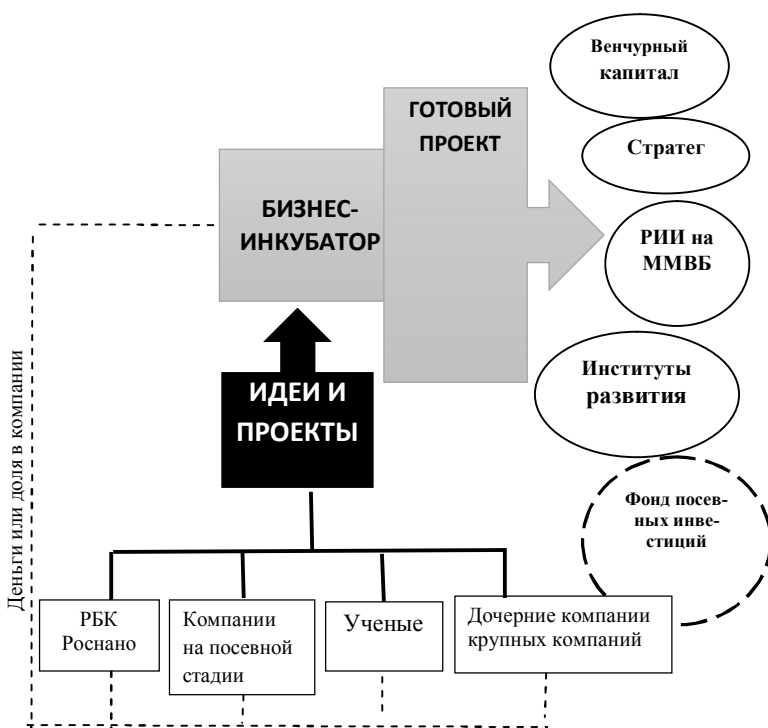 Венчурный
капитал
ГОТОВЫЙ
ПРОЕКТ
Стратег
БИЗНЕС-
ИНКУБАТОР
РИИ на
ММВБ
Институты
развития
ИДЕИ И
ПРОЕКТЫ
Деньги или доля в компании
Фонд посев-
ных инве-
стиций
РБК
Роснано
Компании
на посевной
стадии
Ученые
Дочерние компании
крупных компаний